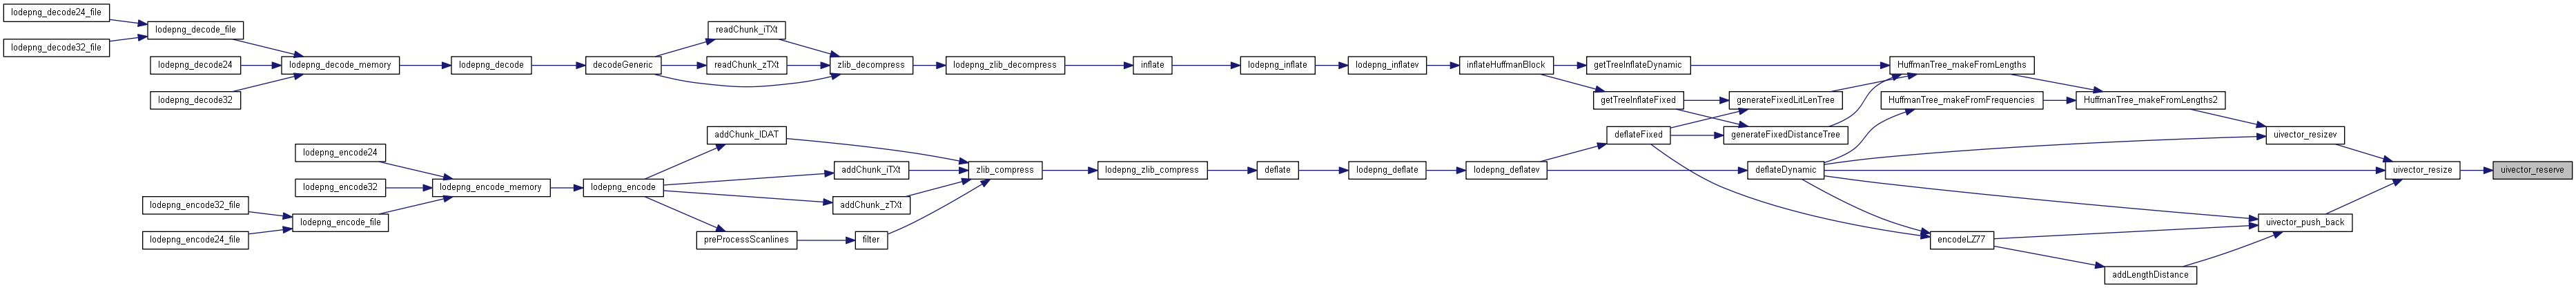 lodepng_decode24_file
lodepng_decode_file
readChunk_iTXt
lodepng_decode32_file
lodepng_decode24
lodepng_decode_memory
lodepng_decode
decodeGeneric
readChunk_zTXt
zlib_decompress
lodepng_zlib_decompress
inflate
lodepng_inflate
lodepng_inflatev
inflateHuffmanBlock
getTreeInflateDynamic
HuffmanTree_makeFromLengths
lodepng_decode32
getTreeInflateFixed
generateFixedLitLenTree
HuffmanTree_makeFromFrequencies
HuffmanTree_makeFromLengths2
addChunk_IDAT
deflateFixed
generateFixedDistanceTree
uivector_resizev
lodepng_encode24
addChunk_iTXt
zlib_compress
lodepng_zlib_compress
deflate
lodepng_deflate
lodepng_deflatev
deflateDynamic
uivector_resize
uivector_reserve
lodepng_encode32
lodepng_encode_memory
lodepng_encode
lodepng_encode32_file
addChunk_zTXt
lodepng_encode_file
uivector_push_back
lodepng_encode24_file
preProcessScanlines
filter
encodeLZ77
addLengthDistance